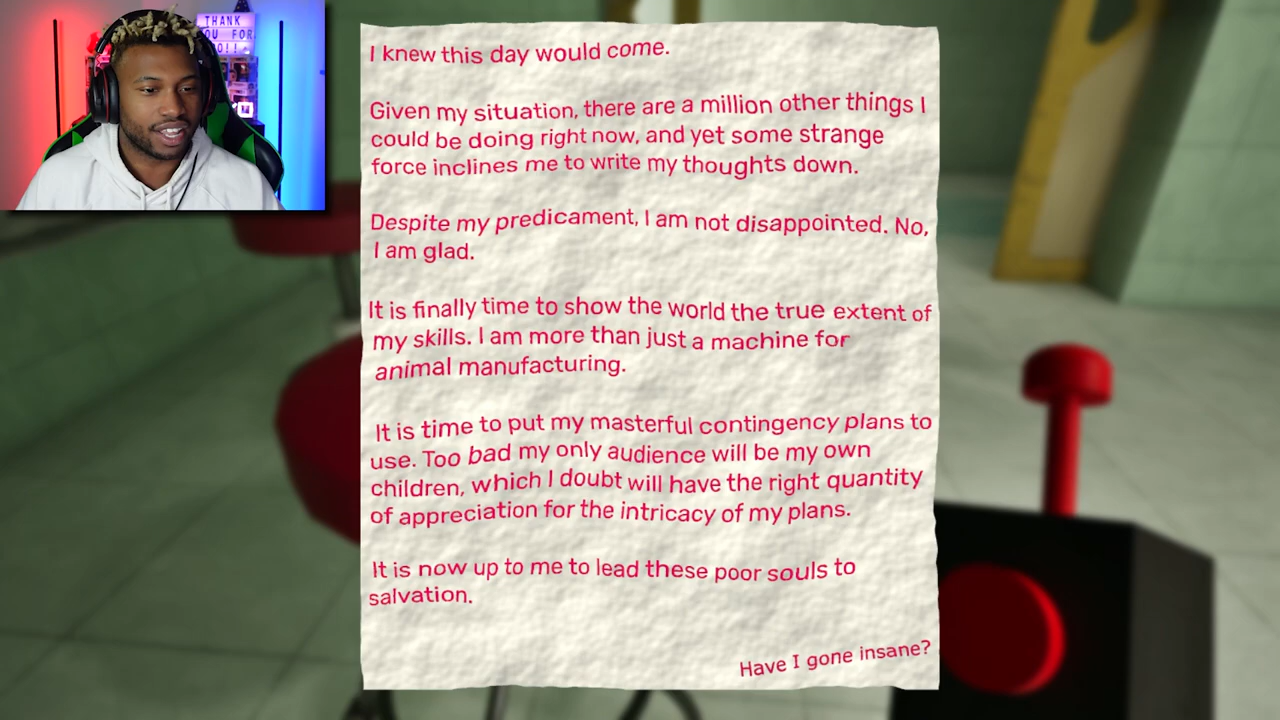 THANK
YOU FOR
I knew this day would come.
Given my situation, there are a million other things I
could be doing right now, and yet some strange
force inclines me to write my thoughts down.
Despite my predicament, I am not disappointed. No,
I am glad.
It is finally time to show the world the true extent of
my skills. I am more than just a machine for
animal manufacturing.
It is time to put my masterful contingency plans to
use. Too bad my only audience will be my own
children, which I doubt will have the right quantity
of appreciation for the intricacy of my plans.
It is now up to me to lead these poor souls to
salvation.
Have I gone insane?